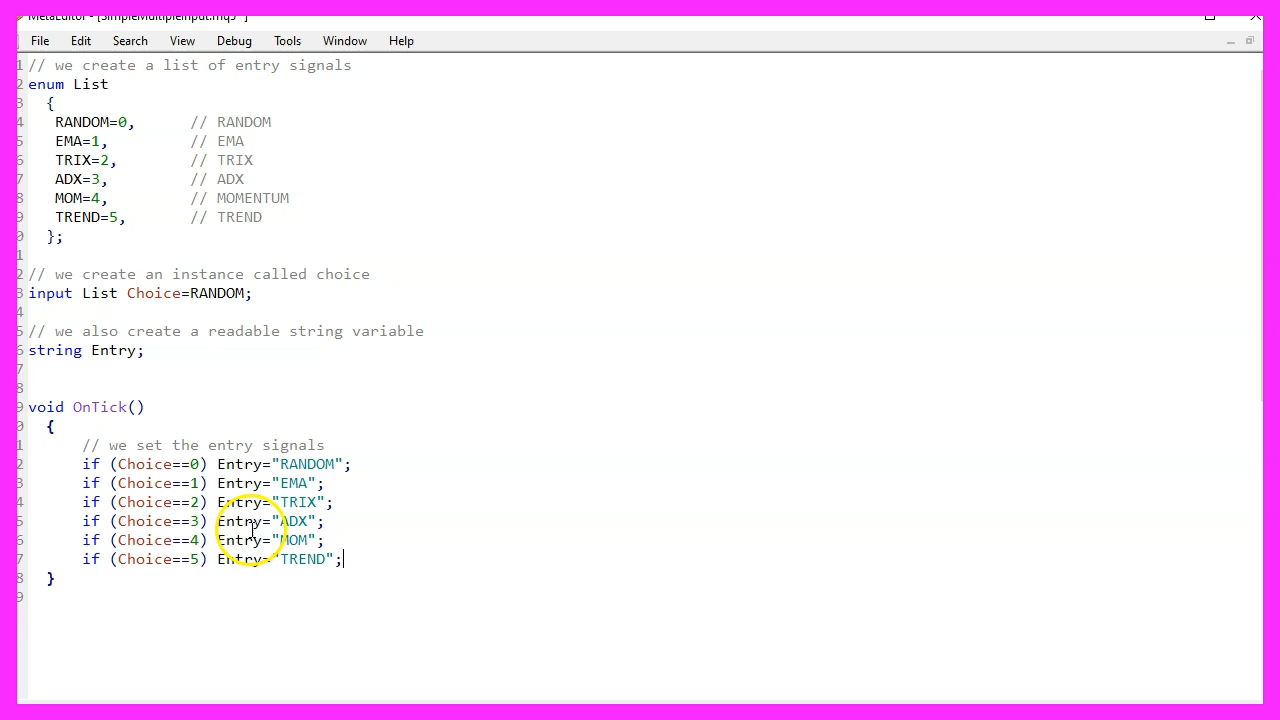 MetaEditor - [SimpleMultipleInput.mq5 ]
File Edit Search View Debug Tools Window Help
1 // we create a list of entry signals
2 enum List
3 {
4 RANDOM=0, // RANDOM
5 EMA=1, // EMA
6 TRIX=2, // TRIX
7 ADX=3, // ADX
8 MOM=4, // MOMENTUM
9 TREND=5, // TREND
0 };
1
2 // we create an instance called choice
3 input List Choice=RANDOM;
4
5 // we also create a readable string variable
6 string Entry;
7
8
9 void OnTick()
0 {
1 // we set the entry signals
2 if (Choice==0) Entry="RANDOM";
3 if (Choice==1) Entry="EMA";
4 if (Choice==2) Entry="TRIX";
5 if (Choice==3) Entry="ADX";
6 if (Choice==4) Entry="MOM";
7 if (Choice==5) Entry="TREND";
8 }
9